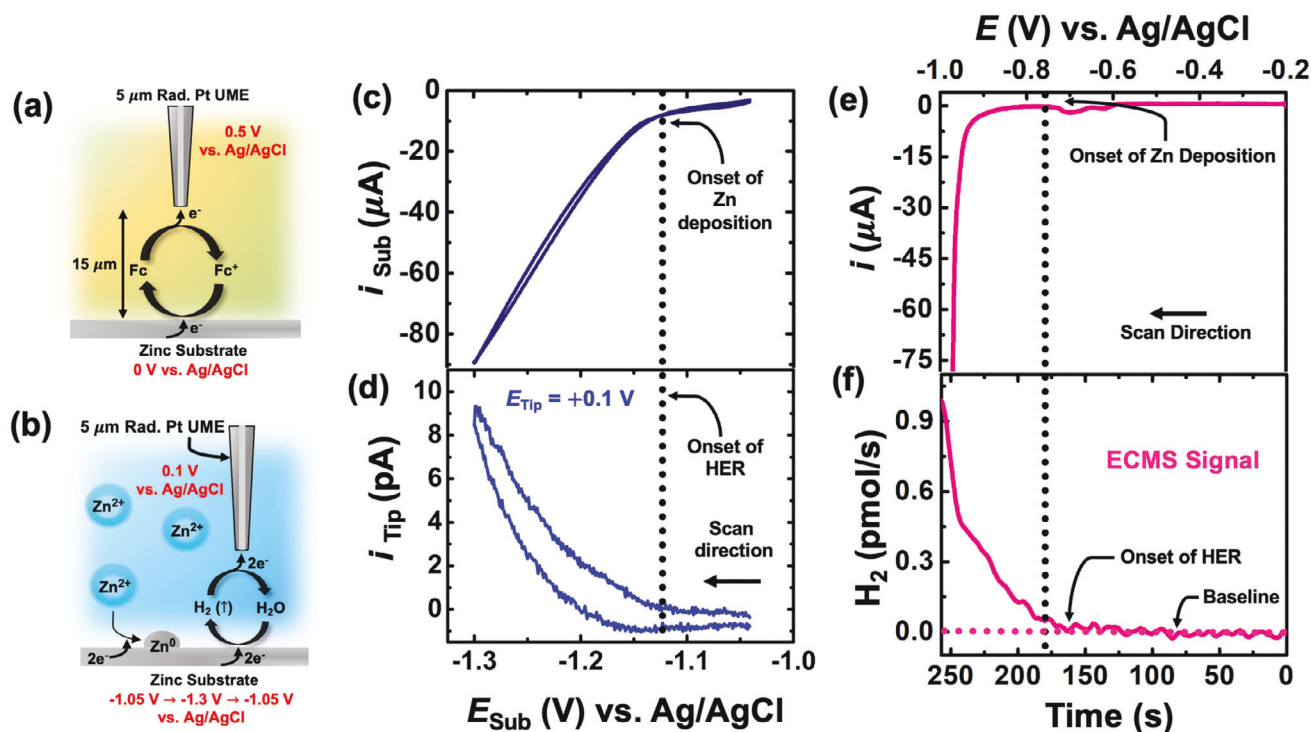 (a)
5 μm Rad. Pt UME
0.5 V
vs. Ag/AgCl
e-
15 μm
Fc
Fc+
e-
Zinc Substrate
0 V vs. Ag/AgCl
(b)
5 μm Rad. Pt UME
0.1 V
vs. Ag/AgCl
Zn2+
Zn2+
Zn2+
2e-
H2 (↑)
H2O
Zn0
2e-
2e-
Zinc Substrate
-1.05 V → -1.3 V → -1.05 V
vs. Ag/AgCl
(c)
0
-20
-40
-60
-80
i Sub (μA)
Onset of
Zn
deposition
(d)
10
8
6
4
2
0
i Tip (pA)
ETip = +0.1 V
Onset of
HER
Scan
direction
-1.3
-1.2
-1.1
-1.0
ESub (V) vs. Ag/AgCl
E (V) vs. Ag/AgCl
-1.0
-0.8
-0.6
-0.4
-0.2
(e)
0
-15
-30
-45
-60
-75
i (μA)
Onset of Zn Deposition
Scan Direction
(f)
0.9
0.6
0.3
0.0
H2 (pmol/s)
ECMS Signal
Onset of HER
Baseline
250
200
150
100
50
0
Time (s)